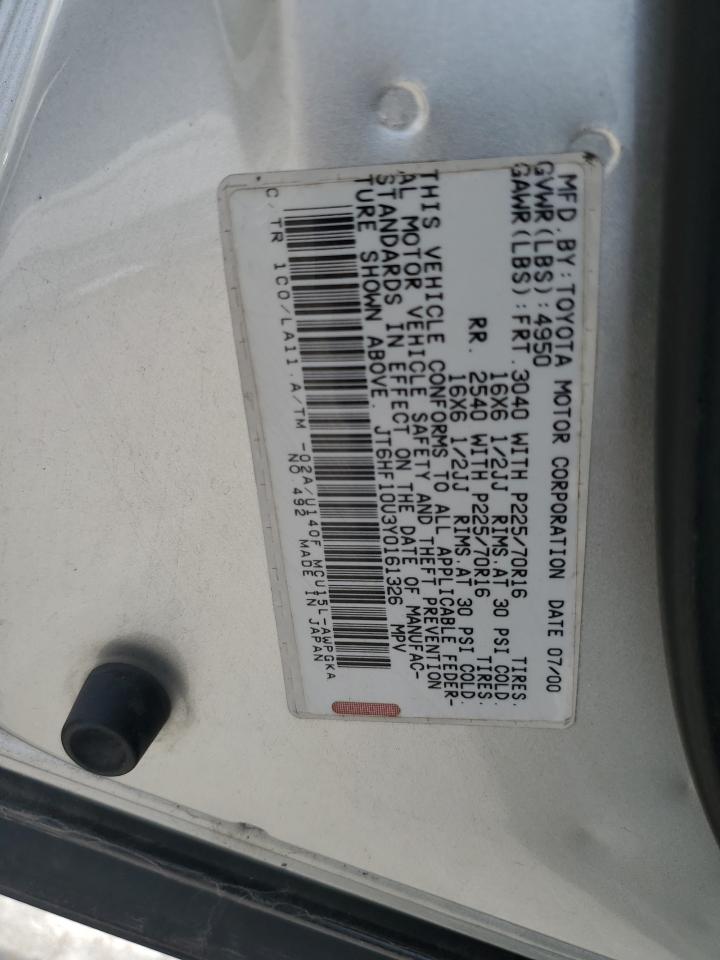 MFD.BY:TOYOTA MOTOR CORPORATION DATE 07/00
GVWR(LBS):4950
GAWR(LBS):FRT.3040 WITH P225/70R16 TIRES.
16X6 1/2JJ RIMS.AT 30 PSI COLD.
RR. 2540 WITH P225/70R16 TIRES.
16X6 1/2JJ RIMS.AT 30 PSI COLD.
THIS VEHICLE CONFORMS TO ALL APPLICABLE FEDER-
AL MOTOR VEHICLE SAFETY AND THEFT PREVENTION
STANDARDS IN EFFECT ON THE DATE OF MANUFAC-
TURE SHOWN ABOVE. JT6HF10U3Y0161326 MPV
C/TR 1C0/LA11.A/TM -02A/U140F MCU15L-AWPGKA
NO.492 MADE IN JAPAN